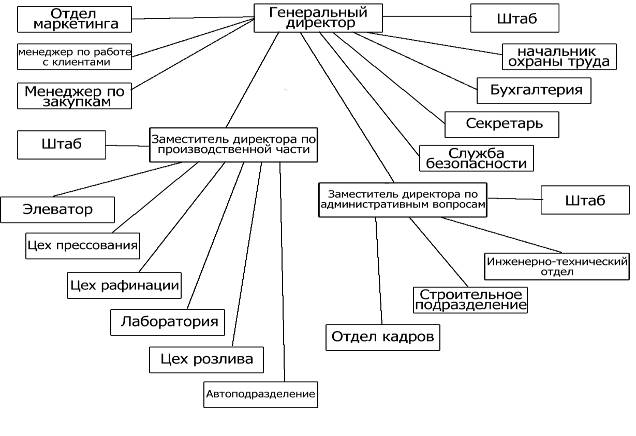 Отдел
маркетинга
Генеральный
директор
Штаб
менеджер по работе
с клиентами
начальник
охраны труда
Менеджер по
закупкам
Бухгалтерия
Секретарь
Штаб
Заместитель директора по
производственной части
Служба
безопасности
Элеватор
Заместитель директора по
административным вопросам
Штаб
Цех прессования
Инженерно-технический
отдел
Цех рафинации
Строительное
подразделение
Лаборатория
Отдел кадров
Цех розлива
Автоподразделение